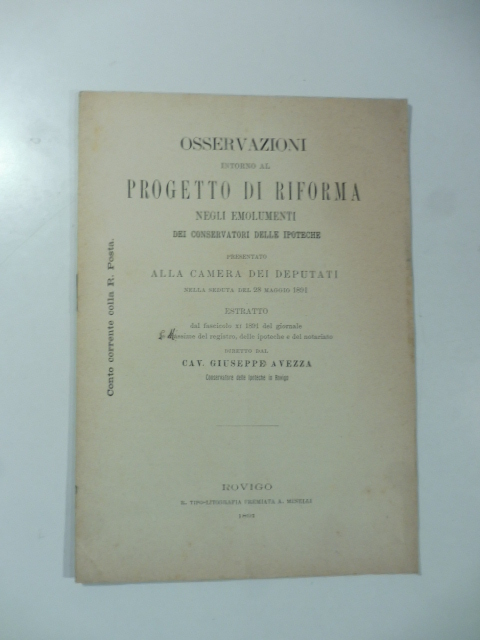 OSSERVAZIONI
INTORNO AL
PROGETTO DI RIFORMA
NEGLI EMOLUMENTI
DEI CONSERVATORI DELLE IPOTECHE
PRESENTATO
ALLA CAMERA DEI DEPUTATI
NELLA SEDUTA DEL 28 MAGGIO 1891
ESTRATTO
dal fascicolo XI 1891 del giornale
del registro, delle ipoteche e del notariato
DIRETTO DAL
CAV. GIUSEPPE AVEZZA
Conservatore delle Ipoteche in Rovigo
ROVIGO
R. TIPO-LITOGRAFIA PREMIATA A. MINELLI
Conto corrente colla R. Posta.